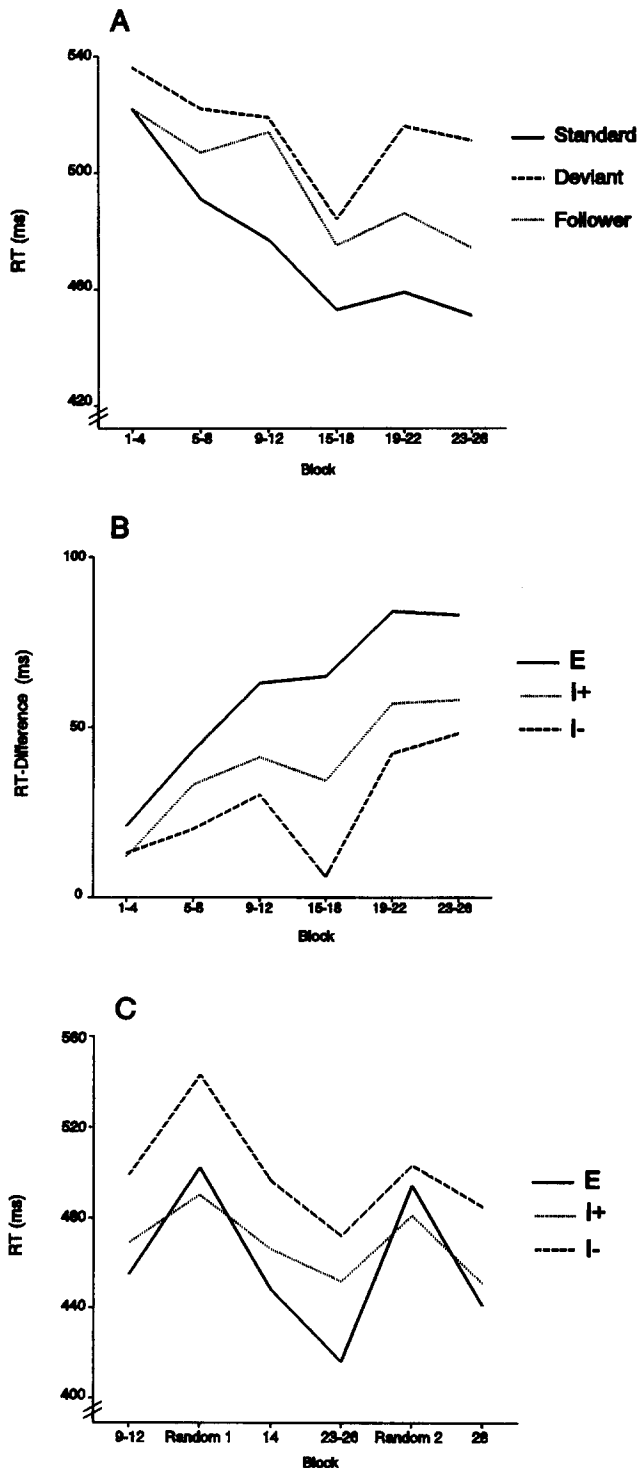 A
540
500
460
420
RT (ms)
1-4 5-8 9-12 15-18 19-22 23-26
Block
Standard
Deviant
Follower
B
100
50
0
RT-Difference (ms)
1-4 5-8 9-12 15-18 19-22 23-26
Block
E
I+
I-
C
560
520
480
440
400
RT (ms)
9-12 Random 1 14 23-26 Random 2 28
Block
E
I+
I-